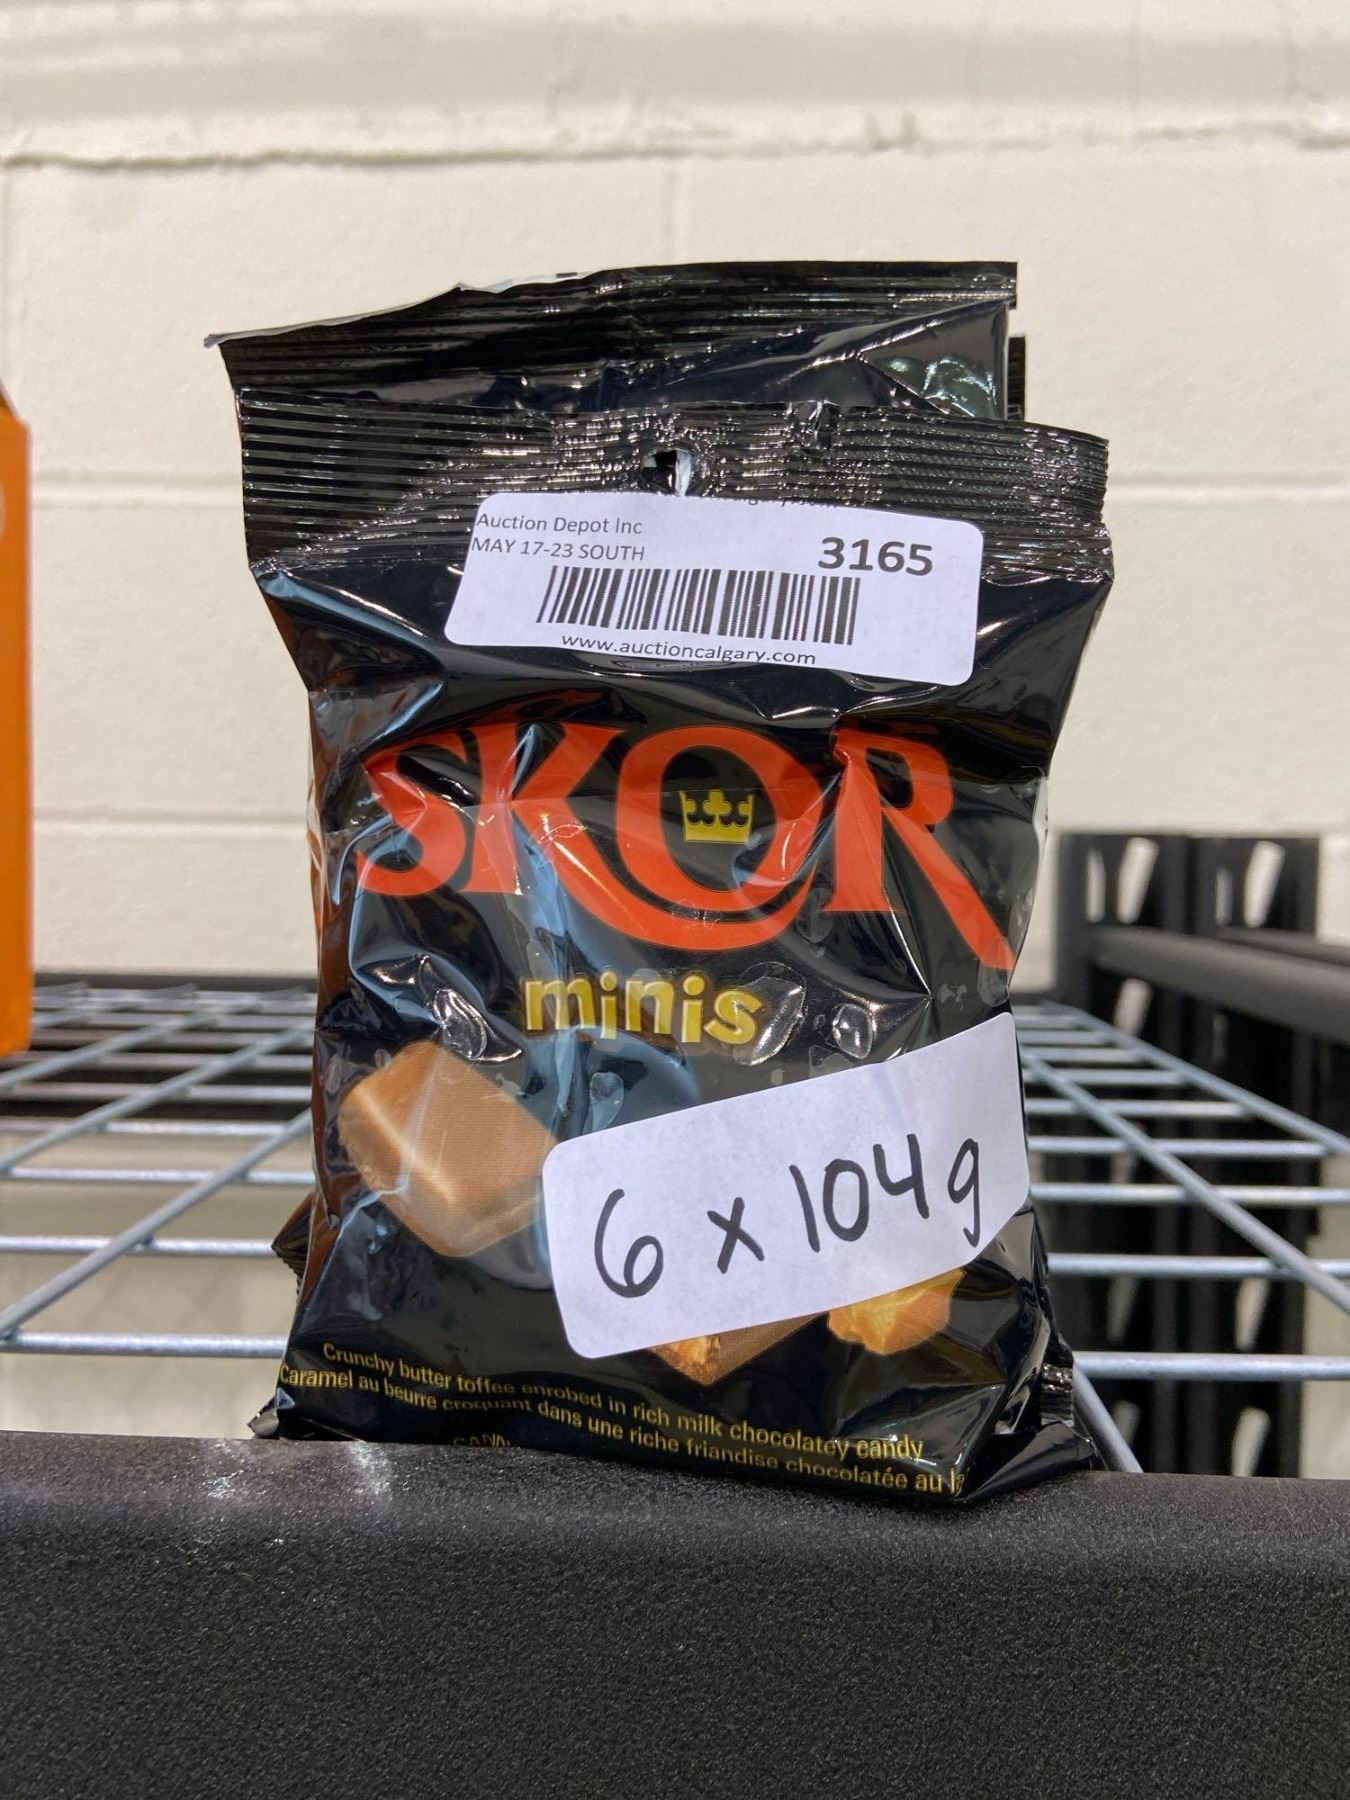 Auction Depot Inc
MAY 17-23 SOUTH
3165
www.auctioncalgary.com
SKOR
minis
6 x 104g
Crunchy butter toffee enrobed in rich milk chocolatey candy
Caramel au beurre croquant dans une riche friandise chocolatée au